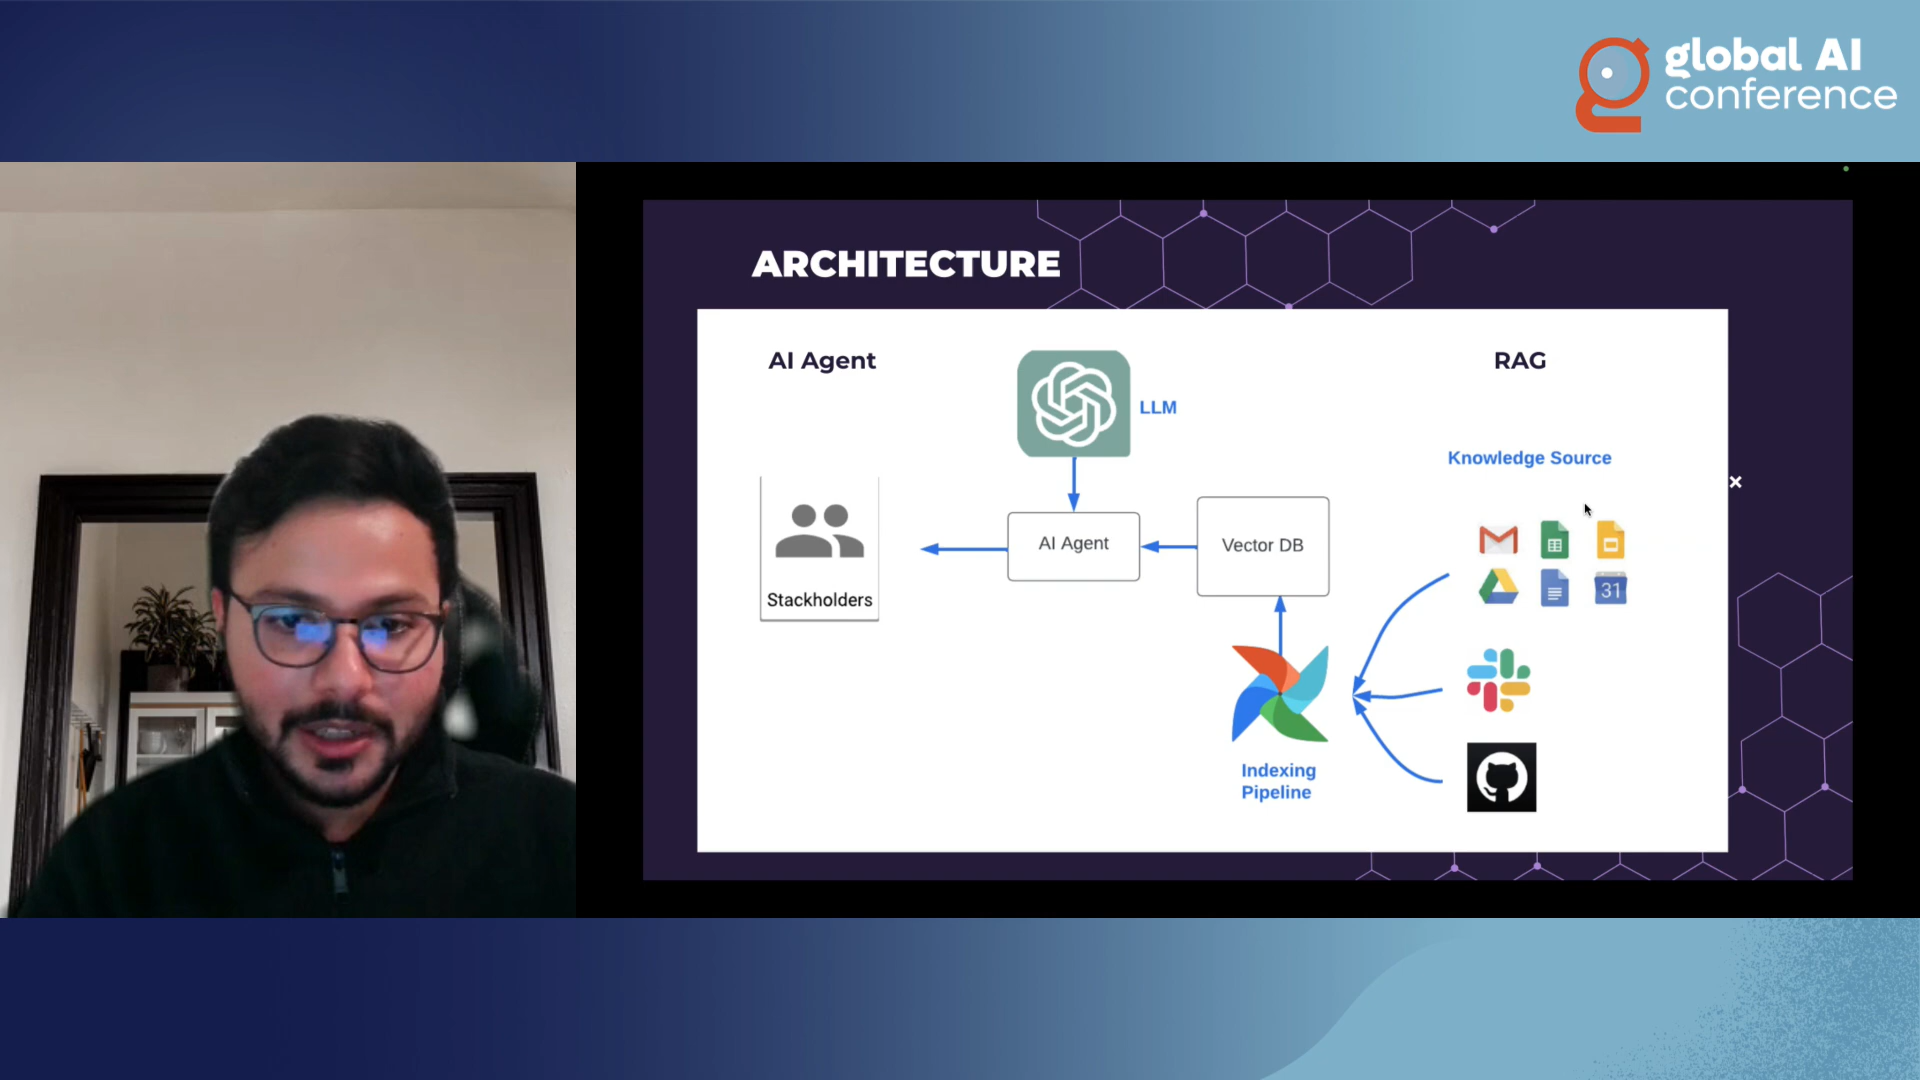 global AI
conference
ARCHITECTURE
AI Agent
RAG
LLM
Knowledge Source
Stackholders
AI Agent
Vector DB
31
Indexing
Pipeline